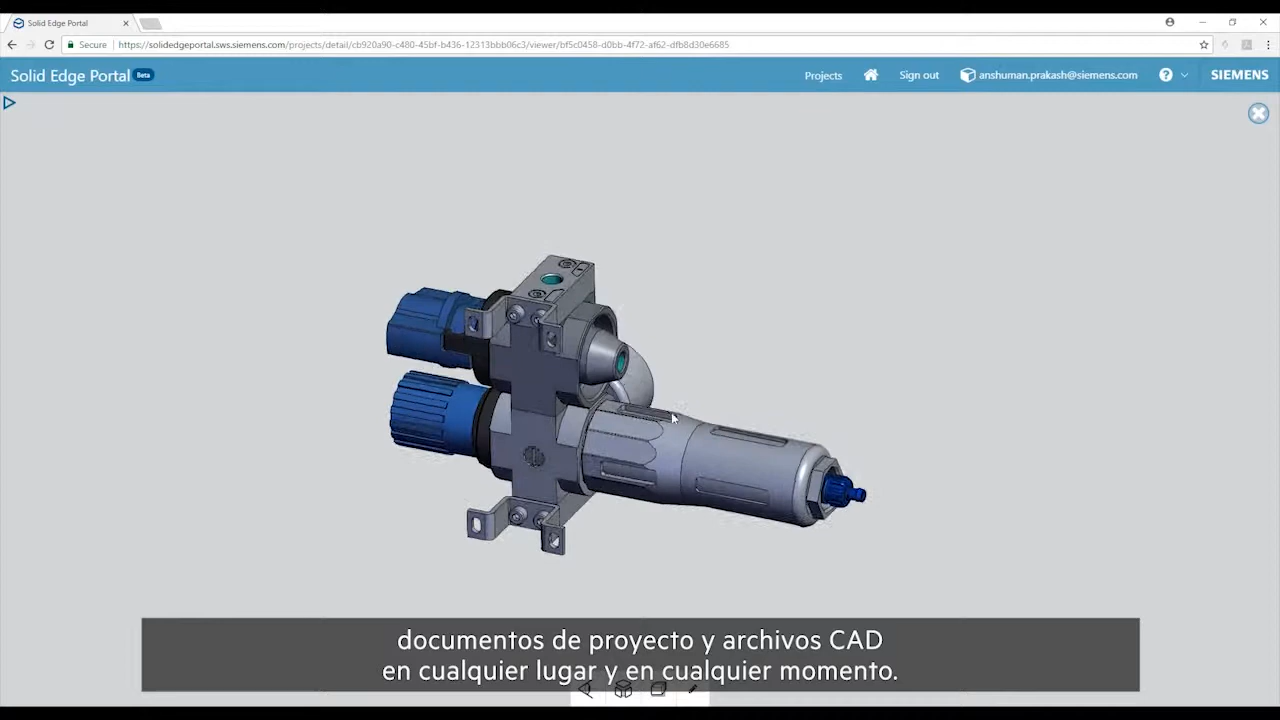 Solid Edge Portal
Secure
https://solidedgeportal.sws.siemens.com/projects/detail/cb920a90-c480-45bf-b436-12313bbb06c3/viewer/bf5c0458-d0bb-4f72-af62-dfb8d30e6685
Solid Edge Portal Beta
Projects
Sign out
anshuman.prakash@siemens.com
SIEMENS
documentos de proyecto y archivos CAD
en cualquier lugar y en cualquier momento.